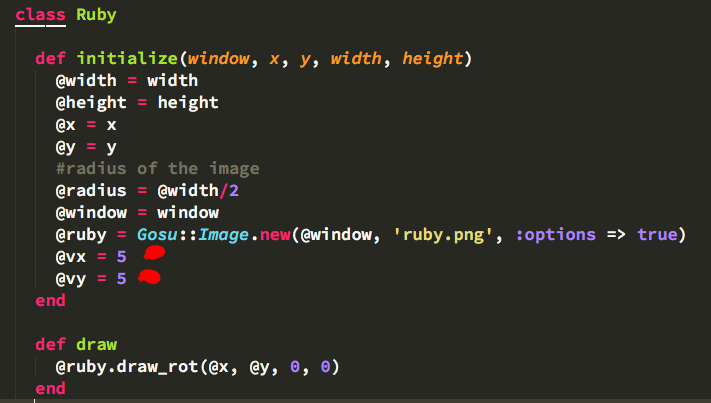 class Ruby
def initialize(window, x, y, width, height)
@width = width
@height = height
@x = x
@y = y
#radius of the image
@radius = @width/2
@window = window
@ruby = Gosu::Image.new(@window, 'ruby.png', :options => true)
@vx = 5
@vy = 5
end
def draw
@ruby.draw_rot(@x, @y, 0, 0)
end